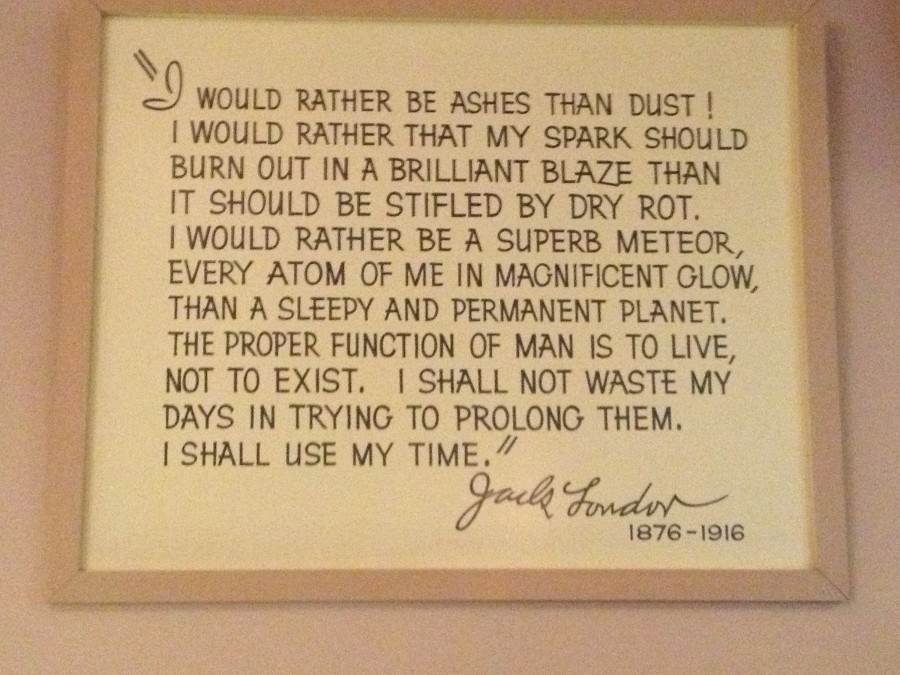 "I WOULD RATHER BE ASHES THAN DUST!
I WOULD RATHER THAT MY SPARK SHOULD
BURN OUT IN A BRILLIANT BLAZE THAN
IT SHOULD BE STIFLED BY DRY ROT.
I WOULD RATHER BE A SUPERB METEOR,
EVERY ATOM OF ME IN MAGNIFICENT GLOW,
THAN A SLEEPY AND PERMANENT PLANET.
THE PROPER FUNCTION OF MAN IS TO LIVE,
NOT TO EXIST. I SHALL NOT WASTE MY
DAYS IN TRYING TO PROLONG THEM.
I SHALL USE MY TIME."
Jack London
1876-1916